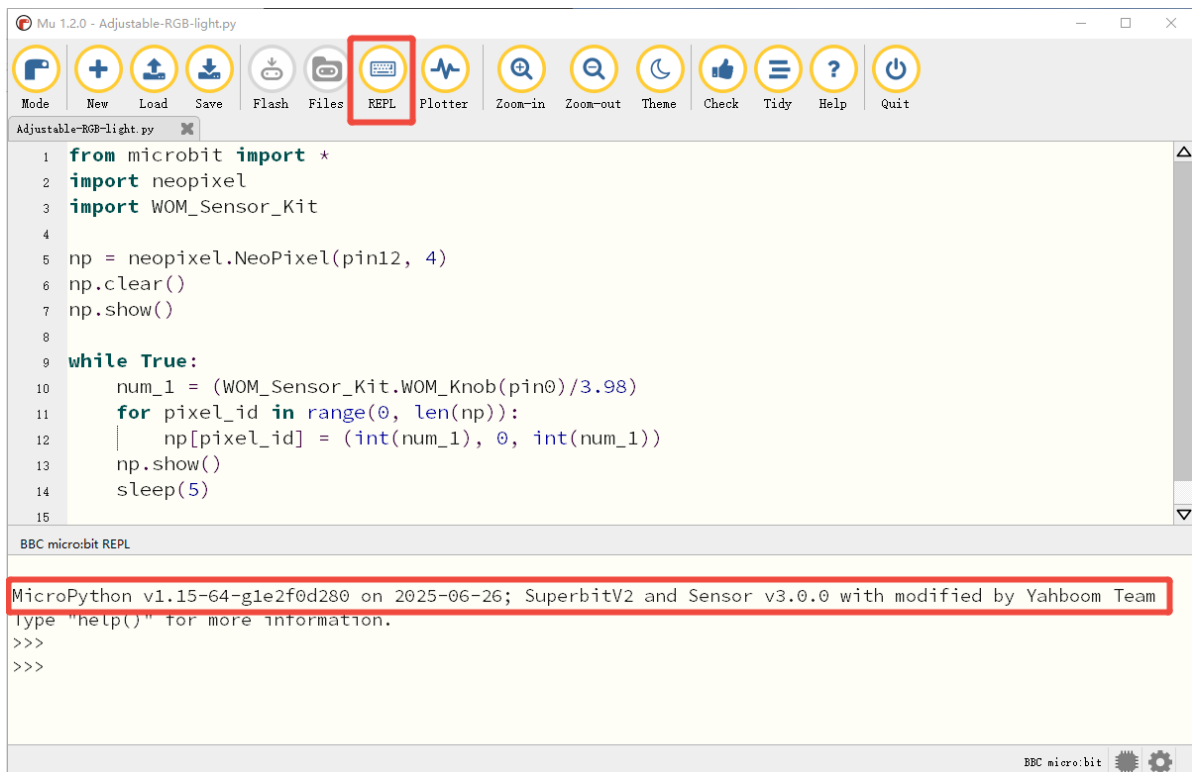 Mu 1.2.0 - Adjustable-RGB-light.py
Mode New Load Save Flash Files REPL Plotter Zoom-in Zoom-out Theme Check Tidy Help Quit
Adjustable-RGB-light.py
1 from microbit import *
2 import neopixel
3 import WOM_Sensor_Kit
4
5 np = neopixel.NeoPixel(pin12, 4)
6 np.clear()
7 np.show()
8
9 while True:
10     num_1 = (WOM_Sensor_Kit.WOM_Knob(pin0)/3.98)
11     for pixel_id in range(0, len(np)):
12         np[pixel_id] = (int(num_1), 0, int(num_1))
13     np.show()
14     sleep(5)
15
BBC micro:bit REPL
MicroPython v1.15-64-g1e2f0d280 on 2025-06-26; SuperbitV2 and Sensor v3.0.0 with modified by Yahboom Team
Type "help()" for more information.
>>>
>>>
BBC micro:bit